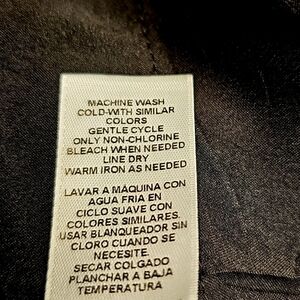 MACHINE WASH
COLD-WITH SIMILAR
COLORS
GENTLE CYCLE
ONLY NON-CHLORINE
BLEACH WHEN NEEDED
LINE DRY
WARM IRON AS NEEDED
LAVAR A MÁQUINA CON
AGUA FRIA EN
CICLO SUAVE CON
COLORES SIMILARES.
USAR BLANQUEADOR SIN
CLORO CUANDO SE
NECESITE.
SECAR COLGADO
PLANCHAR A BAJA
TEMPERATURA